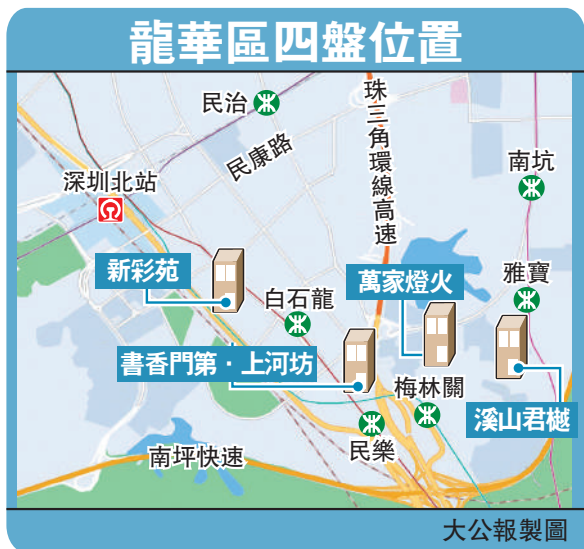 龍華區四盤位置
民治
珠三角環線高速
民康路
南坑
深圳北站
新彩苑
萬家燈火
雅寶
白石龍
書香門第·上河坊
梅林關
溪山君樾
民樂
南坪快速
大公報製圖